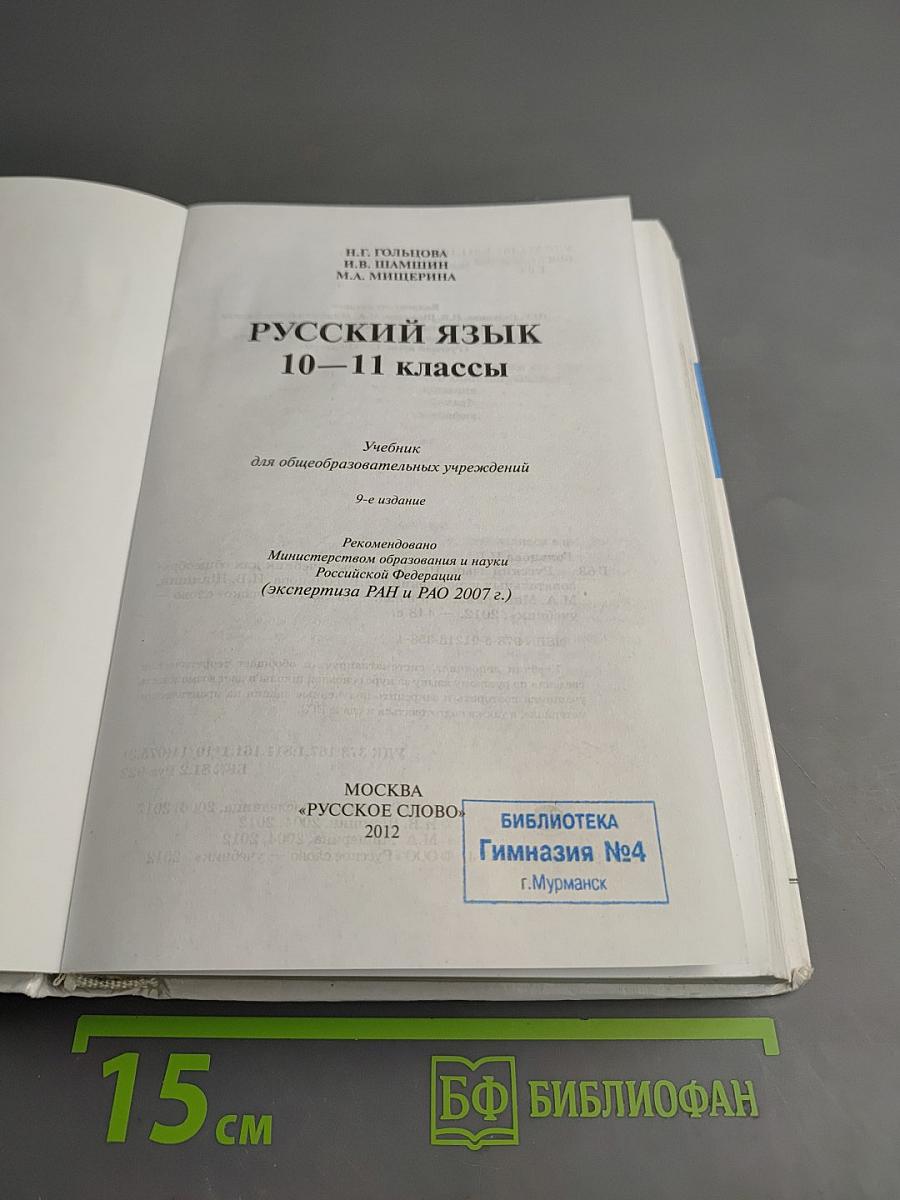 Н.Г. ГОЛЬЦОВА
И.В. ШАМШИН
М.А. МИЩЕРИНА
РУССКИЙ ЯЗЫК
10—11 классы
Учебник
для общеобразовательных учреждений
9-е издание
Рекомендовано
Министерством образования и науки
Российской Федерации
(экспертиза РАН и РАО 2007 г.)
МОСКВА
«РУССКОЕ СЛОВО»
2012
БИБЛИОТЕКА
Гимназия №4
г.Мурманск
15 см
БФ БИБЛИОФАН